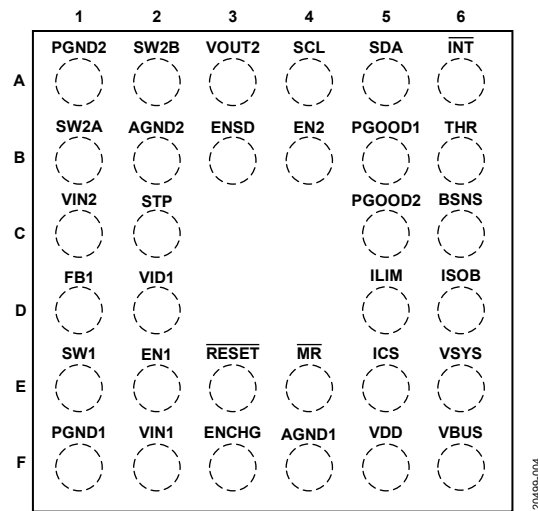 1 2 3 4 5 6
A
PGND2 SW2B VOUT2 SCL SDA INT
B
SW2A AGND2 ENSD EN2 PGOOD1 THR
C
VIN2 STP PGOOD2 BSNS
D
FB1 VID1 ILIM ISOB
E
SW1 EN1 RESET MR ICS VSYS
F
PGND1 VIN1 ENCHG AGND1 VDD VBUS
20499-004